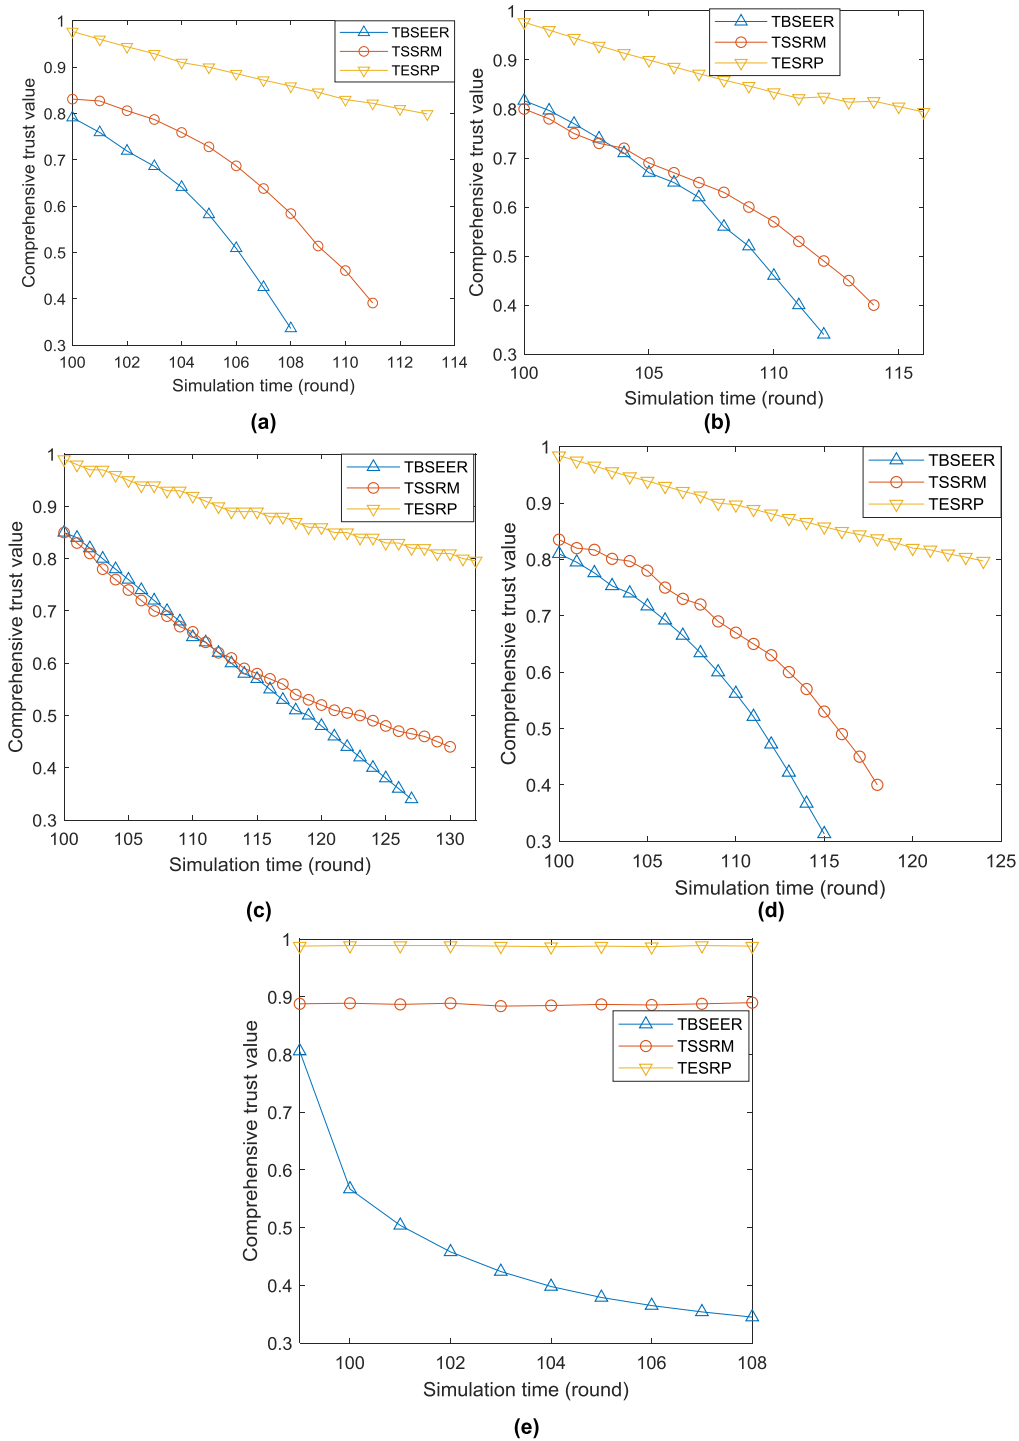 1
0.9
0.8
0.7
0.6
0.5
0.4
0.3
100 102 104 106 108 110 112 114
Comprehensive trust value
Simulation time (round)
TBSEER
TSSRM
TESRP
(a)
1
0.9
0.8
0.7
0.6
0.5
0.4
0.3
100 105 110 115
Comprehensive trust value
Simulation time (round)
TBSEER
TSSRM
TESRP
(b)
1
0.9
0.8
0.7
0.6
0.5
0.4
0.3
100 105 110 115 120 125 130
Comprehensive trust value
Simulation time (round)
TBSEER
TSSRM
TESRP
(c)
1
0.9
0.8
0.7
0.6
0.5
0.4
0.3
100 105 110 115 120 125
Comprehensive trust value
Simulation time (round)
TBSEER
TSSRM
TESRP
(d)
1
0.9
0.8
0.7
0.6
0.5
0.4
0.3
100 102 104 106 108
Comprehensive trust value
Simulation time (round)
TBSEER
TSSRM
TESRP
(e)